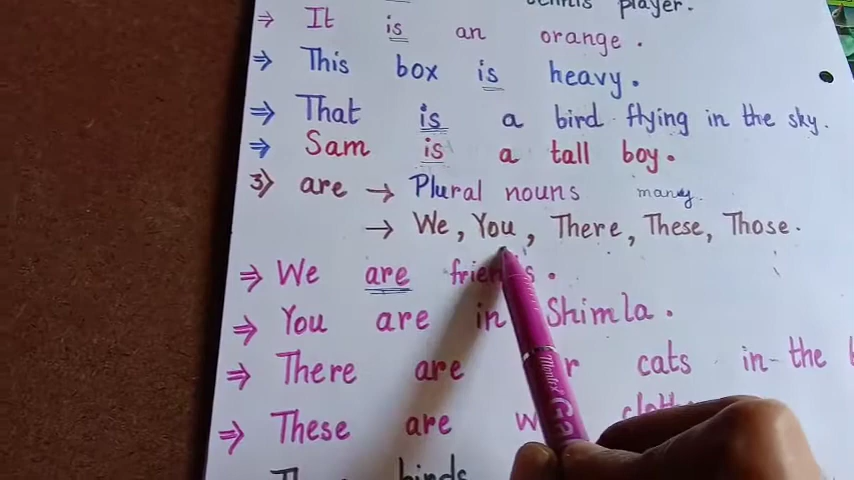 player.
⇒ It is an orange.
⇒ This box is heavy.
⇒ That is a bird flying in the sky.
⇒ Sam is a tall boy.
3) are → Plural nouns many.
→ We, You, There, These, Those.
⇒ We are friends.
⇒ You are in Shimla.
⇒ There are cats in the
⇒ These are
birds